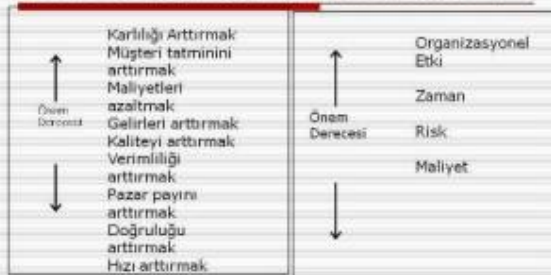 Karlılığı Arttırmak
Müşteri tatminini
arttırmak
Maliyetleri
azaltmak
Gelirleri arttırmak
Kaliteyi arttırmak
Verimliliği
arttırmak
Pazar payını
arttırmak
Doğruluğu
arttırmak
Hızı arttırmak
Önem
Derecesi
Organizasyonel
Etki
Zaman
Risk
Maliyet
Önem
Derecesi